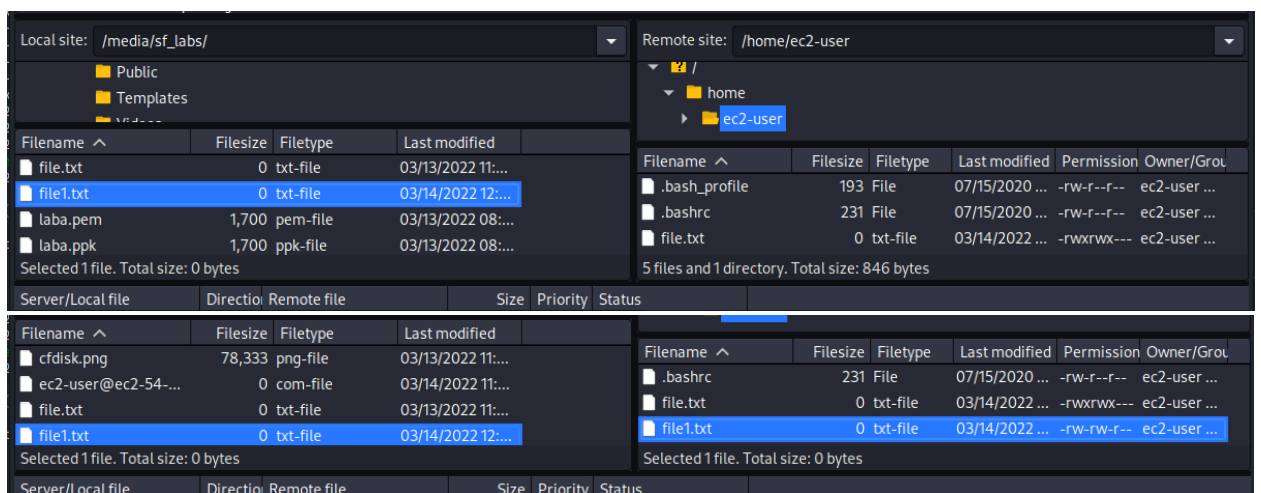 Local site: /media/sf_labs/
Public
Templates
Remote site: /home/ec2-user
/
home
ec2-user
Filename Filesize Filetype Last modified
file.txt 0 txt-file 03/13/2022 11:...
file1.txt 0 txt-file 03/14/2022 12:...
laba.pem 1,700 pem-file 03/13/2022 08:...
laba.ppk 1,700 ppk-file 03/13/2022 08:...
Selected 1 file. Total size: 0 bytes
Filename Filesize Filetype Last modified Permission Owner/Grou
.bash_profile 193 File 07/15/2020 ... -rw-r--r-- ec2-user ...
.bashrc 231 File 07/15/2020 ... -rw-r--r-- ec2-user ...
file.txt 0 txt-file 03/14/2022 ... -rwxrwx--- ec2-user ...
5 files and 1 directory. Total size: 846 bytes
Server/Local file Direction Remote file Size Priority Status
Filename Filesize Filetype Last modified
cfdisk.png 78,333 png-file 03/13/2022 11:...
ec2-user@ec2-54-... 0 com-file 03/14/2022 11:...
file.txt 0 txt-file 03/13/2022 11:...
file1.txt 0 txt-file 03/14/2022 12:...
Selected 1 file. Total size: 0 bytes
Filename Filesize Filetype Last modified Permission Owner/Grou
.bashrc 231 File 07/15/2020 ... -rw-r--r-- ec2-user ...
file.txt 0 txt-file 03/14/2022 ... -rwxrwx--- ec2-user ...
file1.txt 0 txt-file 03/14/2022 ... -rw-rw-r-- ec2-user ...
Selected 1 file. Total size: 0 bytes
Server/Local file Direction Remote file Size Priority Status